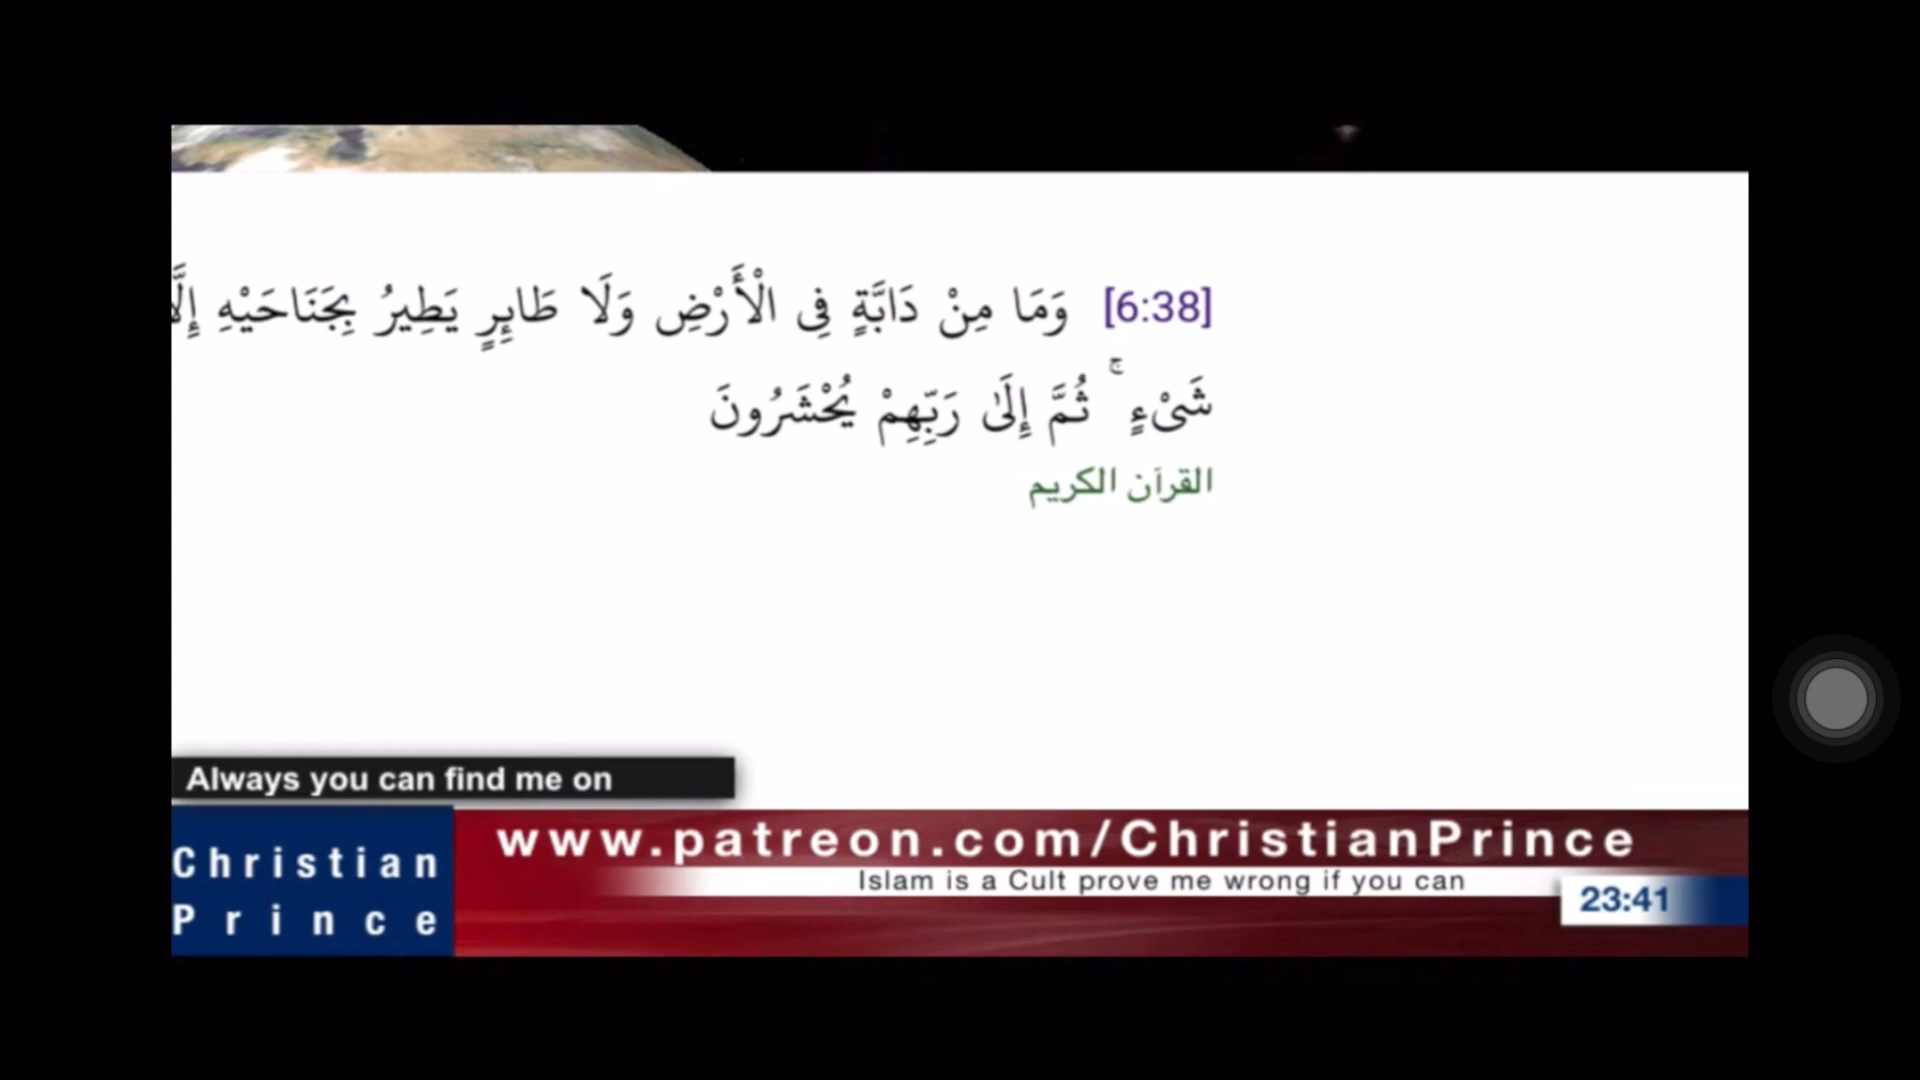 [6:38] وَمَا مِنْ دَابَّةٍ فِى الْأَرْضِ وَلَا طَايِٕرٍ يَطِيرُ بِجَنَاحَيْهِ إِلَّا
شَىْءٍ ۚ ثُمَّ إِلَىٰ رَبِّهِمْ يُحْشَرُونَ
القرآن الكريم
Always you can find me on
Christian
Prince
www.patreon.com/ChristianPrince
Islam is a Cult prove me wrong if you can
23:41